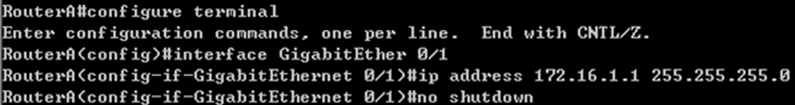 RouterA#configure terminal
Enter configuration commands, one per line.  End with CNTL/Z.
RouterA(config)#interface GigabitEther 0/1
RouterA(config-if-GigabitEthernet 0/1)#ip address 172.16.1.1 255.255.255.0
RouterA(config-if-GigabitEthernet 0/1)#no shutdown